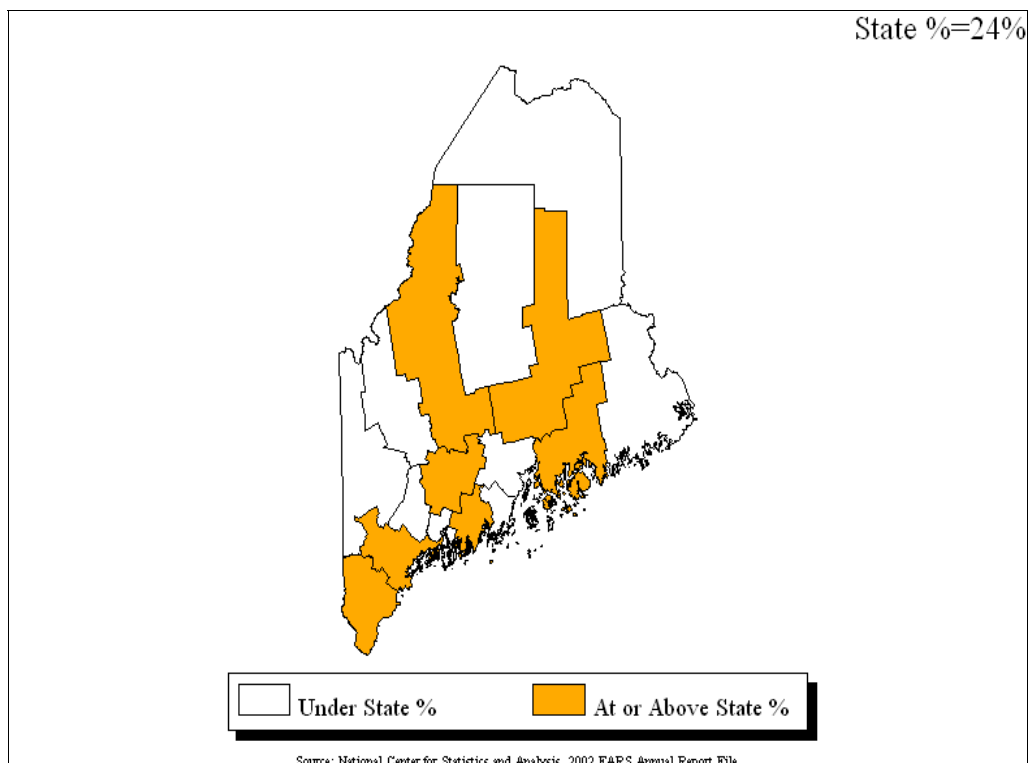 State %=24%
Under State %
At or Above State %
Source: National Center for Statistics and Analysis, 2002 FARS Annual Report File